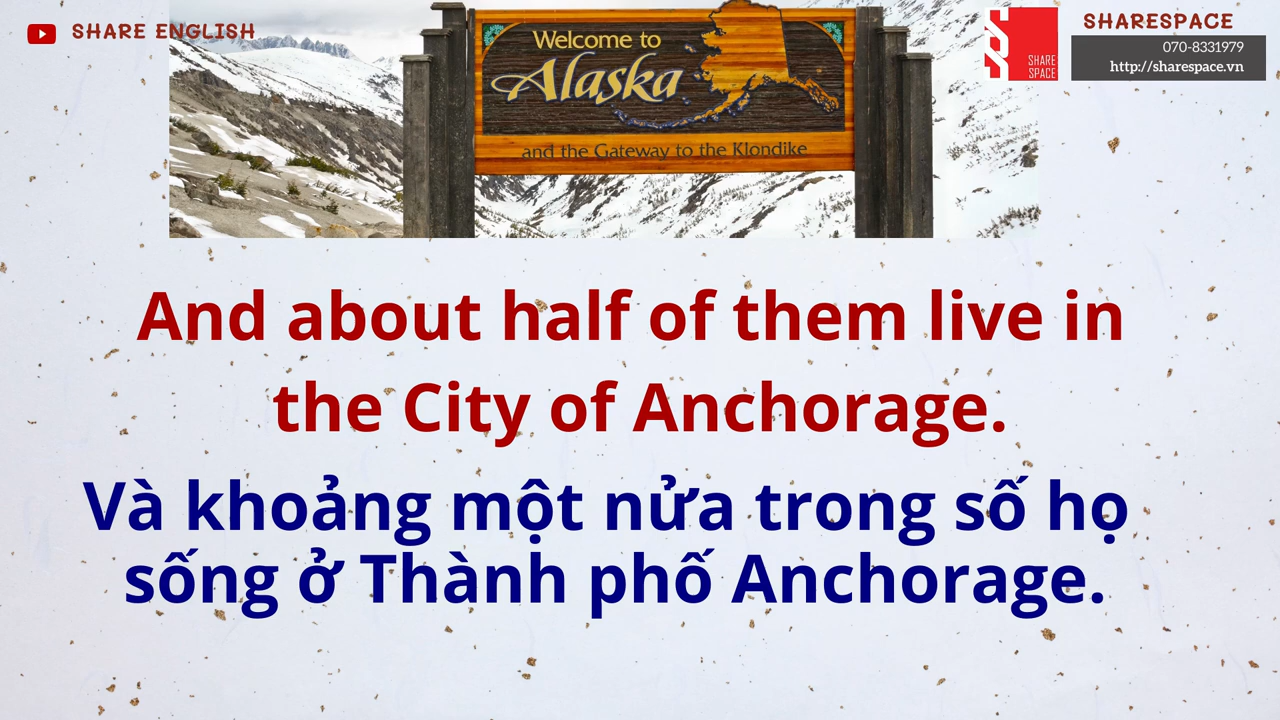 SHARE ENGLISH
Welcome to
Alaska
and the Gateway to the Klondike
SHARE
SPACE
SHARESPACE
070-8331979
http://sharespace.vn
And about half of them live in
the City of Anchorage.
Và khoảng một nửa trong số họ
sống ở Thành phố Anchorage.